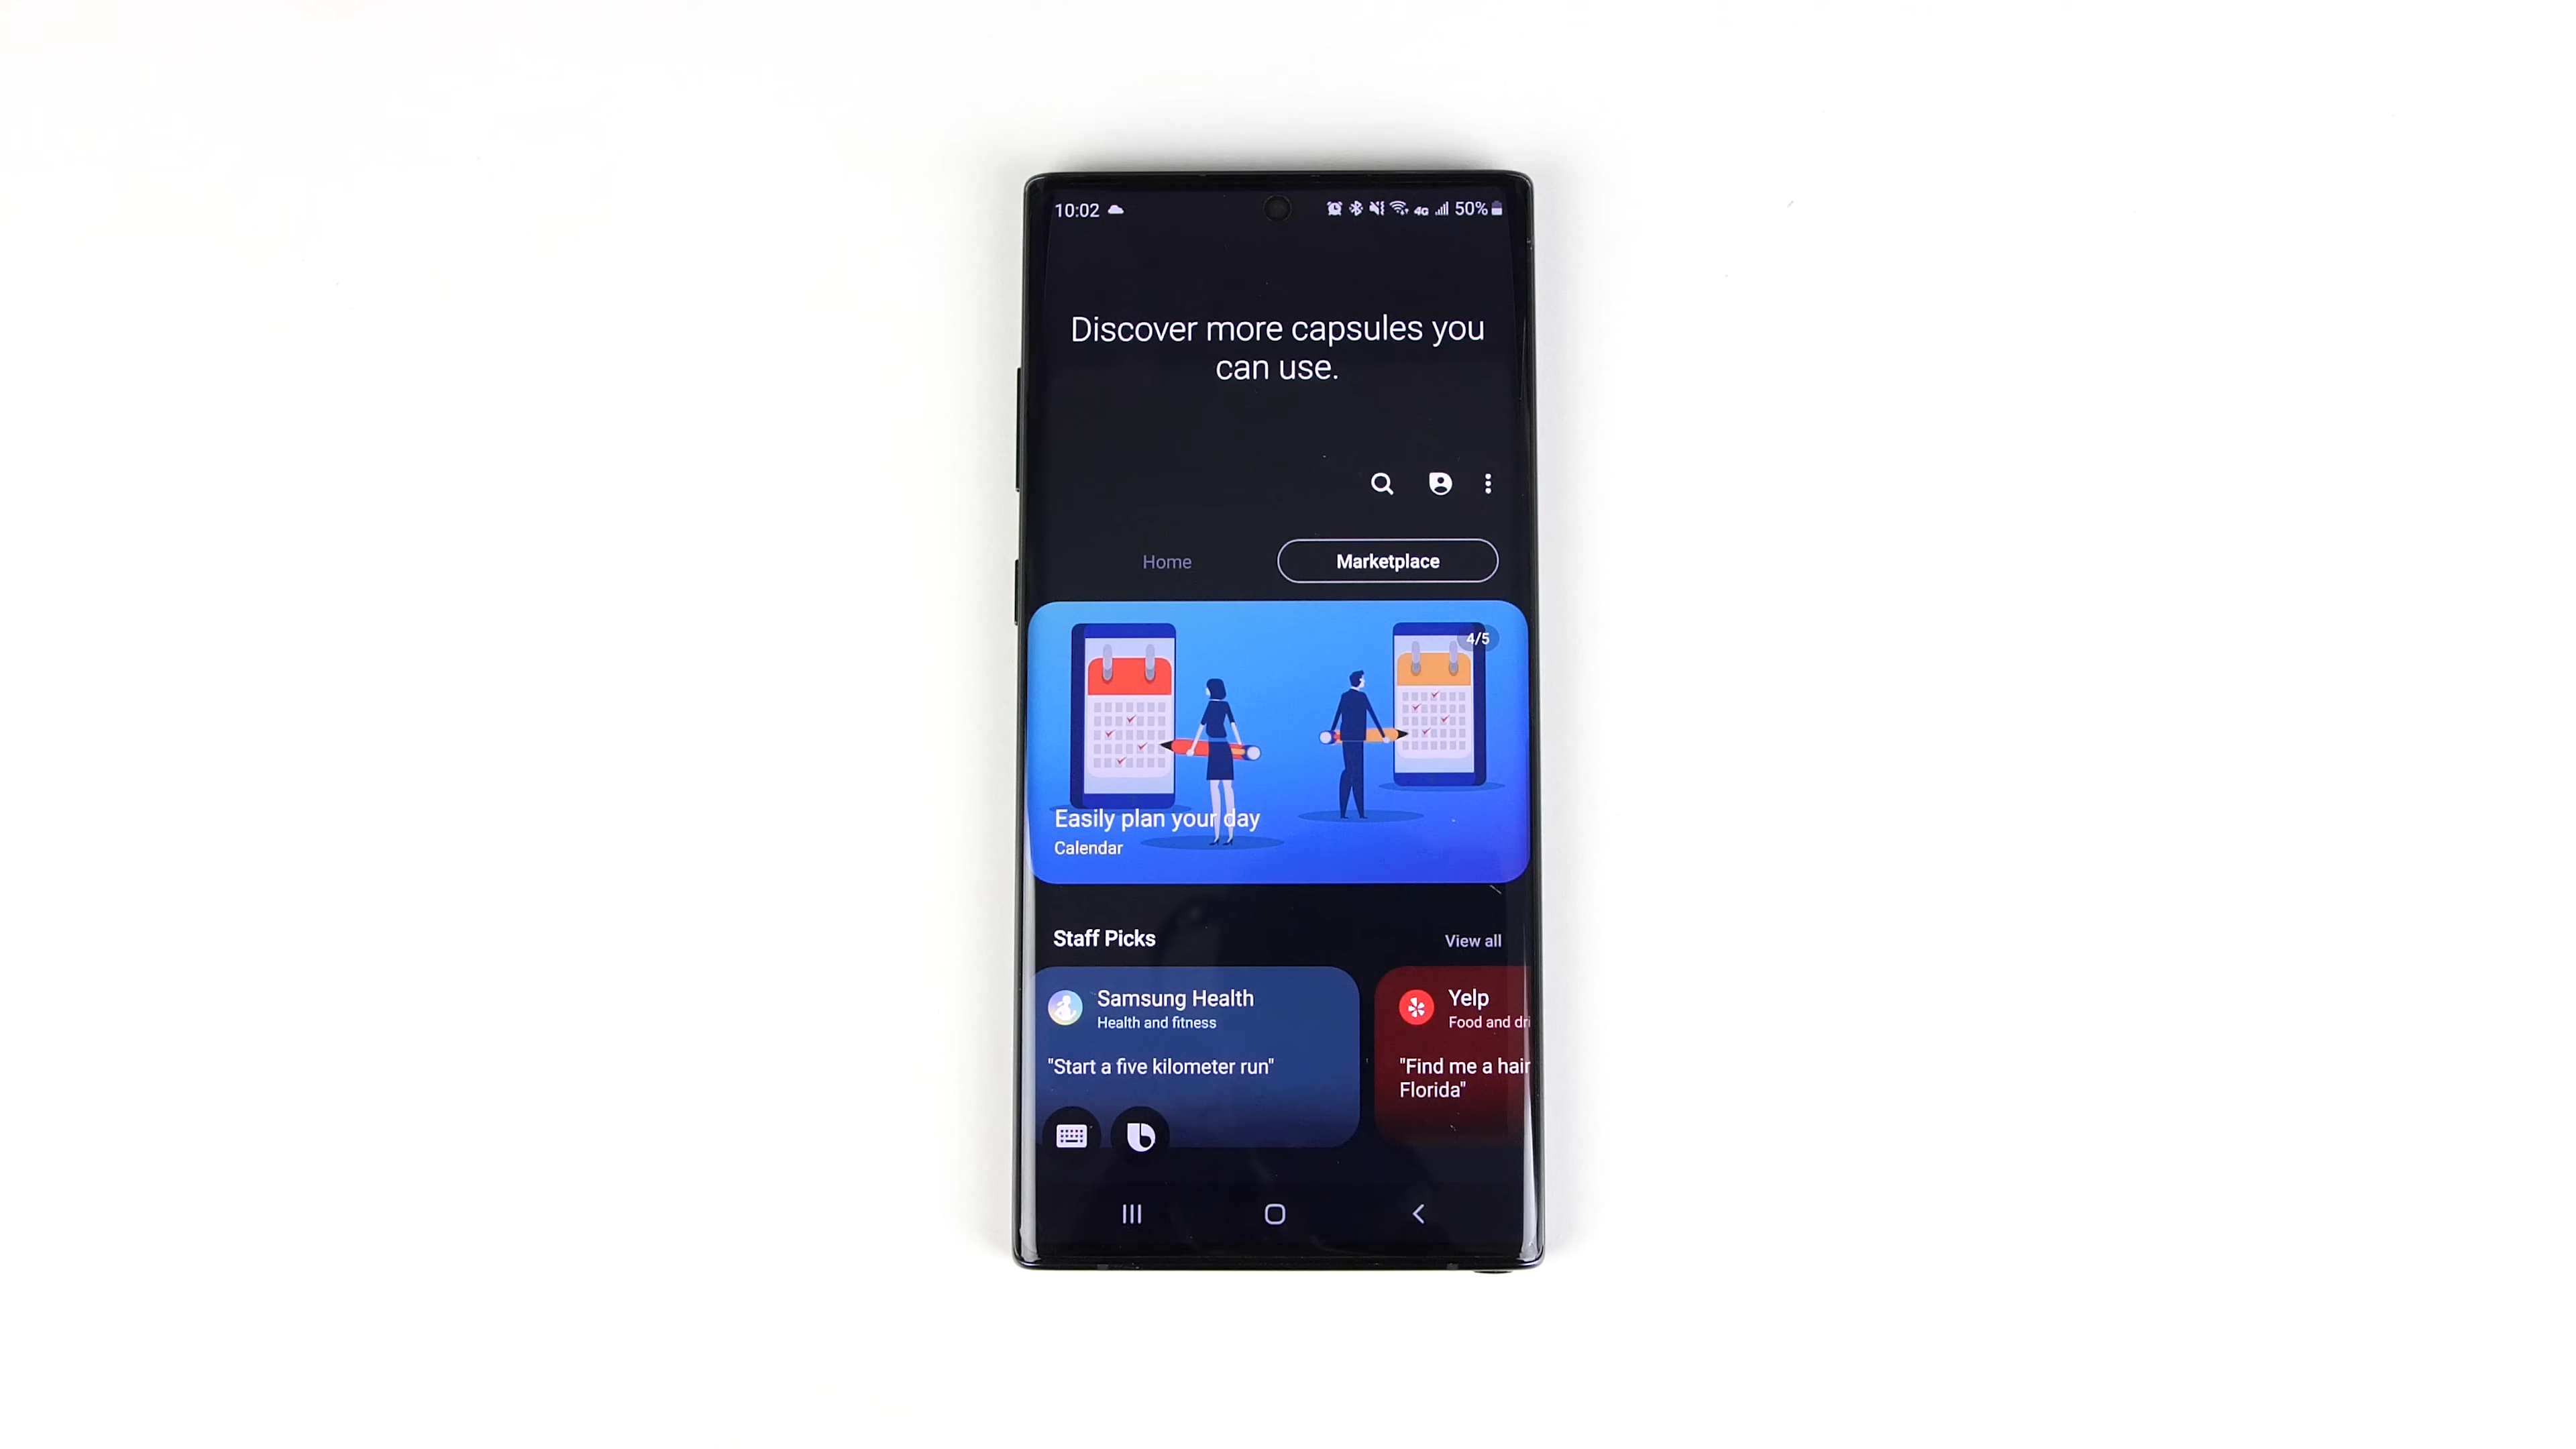 10:02
4G 50%
Discover more capsules you
can use.
Home
Marketplace
4/5
Easily plan your day
Calendar
Staff Picks
View all
Samsung Health
Health and fitness
"Start a five kilometer run"
Yelp
Food and
"Find me a hair
Florida"